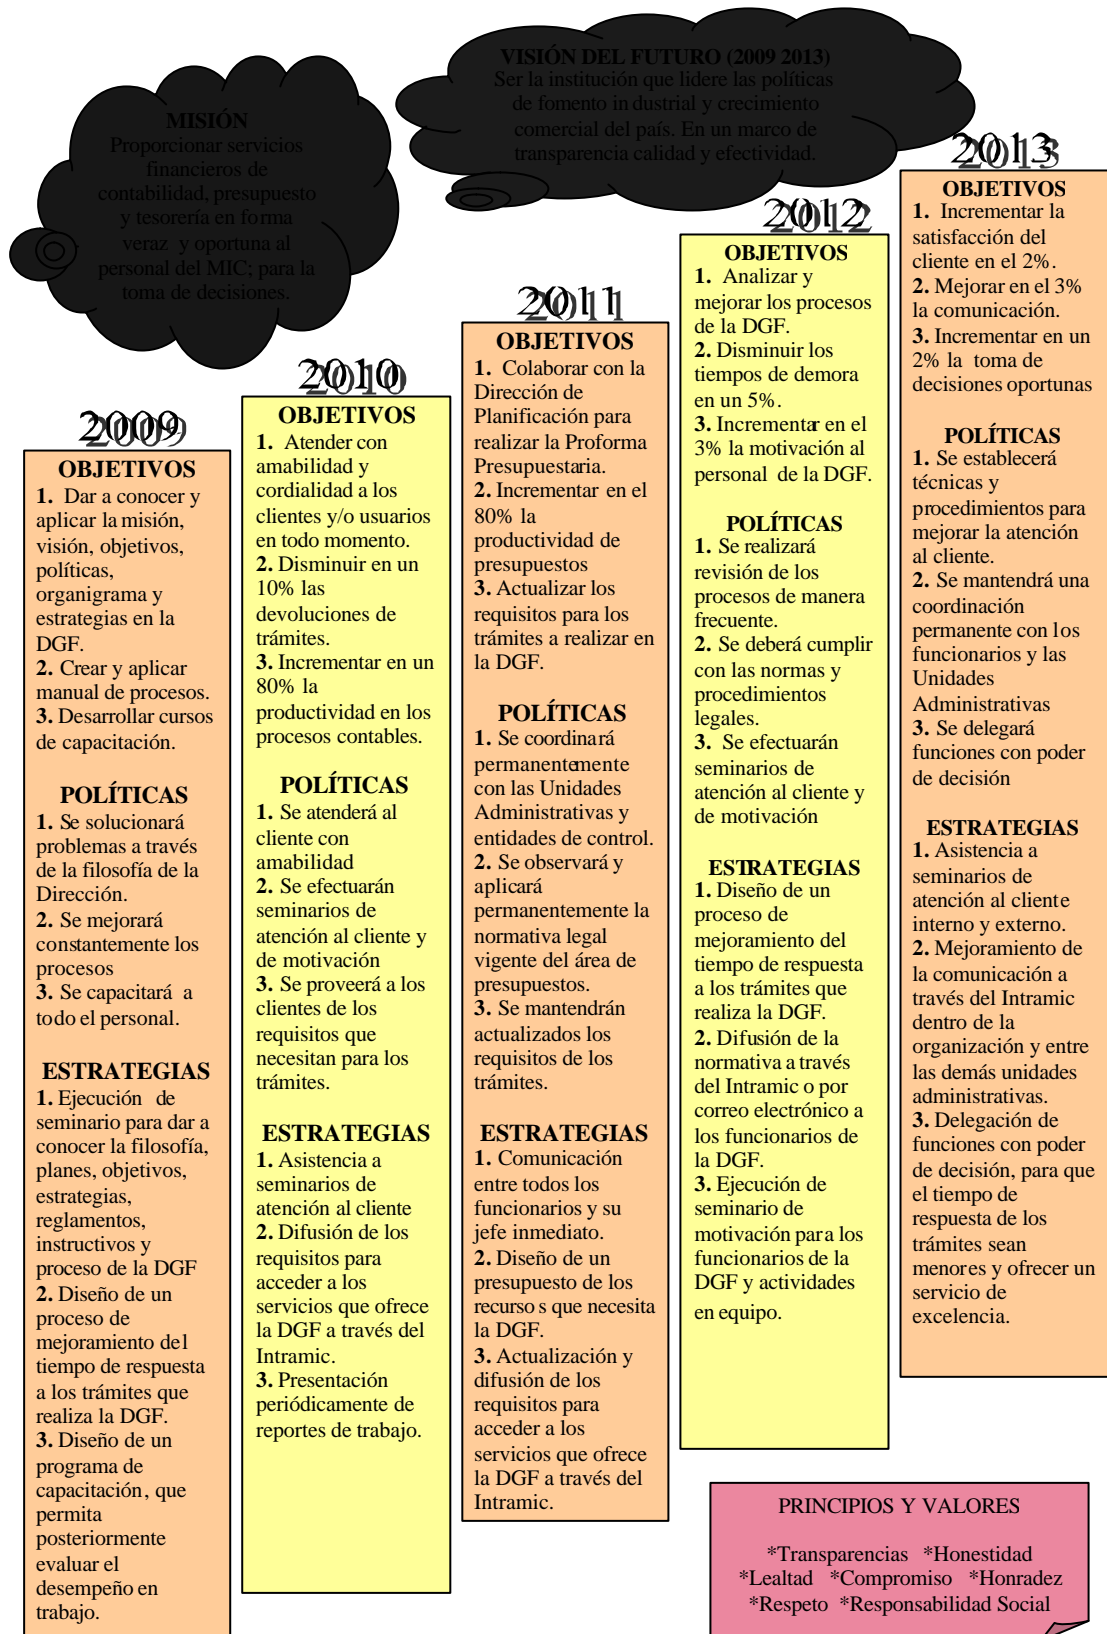 VISIÓN DEL FUTURO (2009 2013)
Ser la institución que lidere las políticas
de fomento in dustrial y crecimiento
comercial del país. En un marco de
transparencia calidad y efectividad.
MISIÓN
Proporcionar servicios
financieros de
contabilidad, presupuesto
y tesorería en forma
veraz y oportuna al
personal del MIC; para la
toma de decisiones.
2009
OBJETIVOS
1. Dar a conocer y
aplicar la misión,
visión, objetivos,
políticas,
organigrama y
estrategias en la
DGF.
2. Crear y aplicar
manual de procesos.
3. Desarrollar cursos
de capacitación.
POLÍTICAS
1. Se solucionará
problemas a través
de la filosofía de la
Dirección.
2. Se mejorará
constantemente los
procesos
3. Se capacitará a
todo el personal.
ESTRATEGIAS
1. Ejecución de
seminario para dar a
conocer la filosofía,
planes, objetivos,
estrategias,
reglamentos,
instructivos y
proceso de la DGF
2. Diseño de un
proceso de
mejoramiento del
tiempo de respuesta
a los trámites que
realiza la DGF.
3. Diseño de un
programa de
capacitación, que
permita
posteriormente
evaluar el
desempeño en
trabajo.
2010
OBJETIVOS
1. Atender con
amabilidad y
cordialidad a los
clientes y/o usuarios
en todo momento.
2. Disminuir en un
10% las
devoluciones de
trámites.
3. Incrementar en un
80% la
productividad en los
procesos contables.
POLÍTICAS
1. Se atenderá al
cliente con
amabilidad
2. Se efectuarán
seminarios de
atención al cliente y
de motivación
3. Se proveerá a los
clientes de los
requisitos que
necesitan para los
trámites.
ESTRATEGIAS
1. Asistencia a
seminarios de
atención al cliente
2. Difusión de los
requisitos para
acceder a los
servicios que ofrece
la DGF a través del
Intramic.
3. Presentación
periódicamente de
reportes de trabajo.
2011
OBJETIVOS
1. Colaborar con la
Dirección de
Planificación para
realizar la Proforma
Presupuestaria.
2. Incrementar en el
80% la
productividad de
presupuestos
3. Actualizar los
requisitos para los
trámites a realizar en
la DGF.
POLÍTICAS
1. Se coordinará
permanentemente
con las Unidades
Administrativas y
entidades de control.
2. Se observará y
aplicará
permanentemente la
normativa legal
vigente del área de
presupuestos.
3. Se mantendrán
actualizados los
requisitos de los
trámites.
ESTRATEGIAS
1. Comunicación
entre todos los
funcionarios y su
jefe inmediato.
2. Diseño de un
presupuesto de los
recurso s que necesita
la DGF.
3. Actualización y
difusión de los
requisitos para
acceder a los
servicios que ofrece
la DGF a través del
Intramic.
2012
OBJETIVOS
1. Analizar y
mejorar los procesos
de la DGF.
2. Disminuir los
tiempos de demora
en un 5%.
3. Incrementar en el
3% la motivación al
personal de la DGF.
POLÍTICAS
1. Se realizará
revisión de los
procesos de manera
frecuente.
2. Se deberá cumplir
con las normas y
procedimientos
legales.
3. Se efectuarán
seminarios de
atención al cliente y
de motivación
ESTRATEGIAS
1. Diseño de un
proceso de
mejoramiento del
tiempo de respuesta
a los trámites que
realiza la DGF.
2. Difusión de la
normativa a través
del Intramic o por
correo electrónico a
los funcionarios de
la DGF.
3. Ejecución de
seminario de
motivación para los
funcionarios de la
DGF y actividades
en equipo.
2013
OBJETIVOS
1. Incrementar la
satisfacción del
cliente en el 2%.
2. Mejorar en el 3%
la comunicación.
3. Incrementar en un
2% la toma de
decisiones oportunas
POLÍTICAS
1. Se establecerá
técnicas y
procedimientos para
mejorar la atención
al cliente.
2. Se mantendrá una
coordinación
permanente con los
funcionarios y las
Unidades
Administrativas
3. Se delegará
funciones con poder
de decisión
ESTRATEGIAS
1. Asistencia a
seminarios de
atención al cliente
interno y externo.
2. Mejoramiento de
la comunicación a
través del Intramic
dentro de la
organización y entre
las demás unidades
administrativas.
3. Delegación de
funciones con poder
de decisión, para que
el tiempo de
respuesta de los
trámites sean
menores y ofrecer un
servicio de
excelencia.
PRINCIPIOS Y VALORES
*Transparencias *Honestidad
*Lealtad *Compromiso *Honradez
*Respeto *Responsabilidad Social